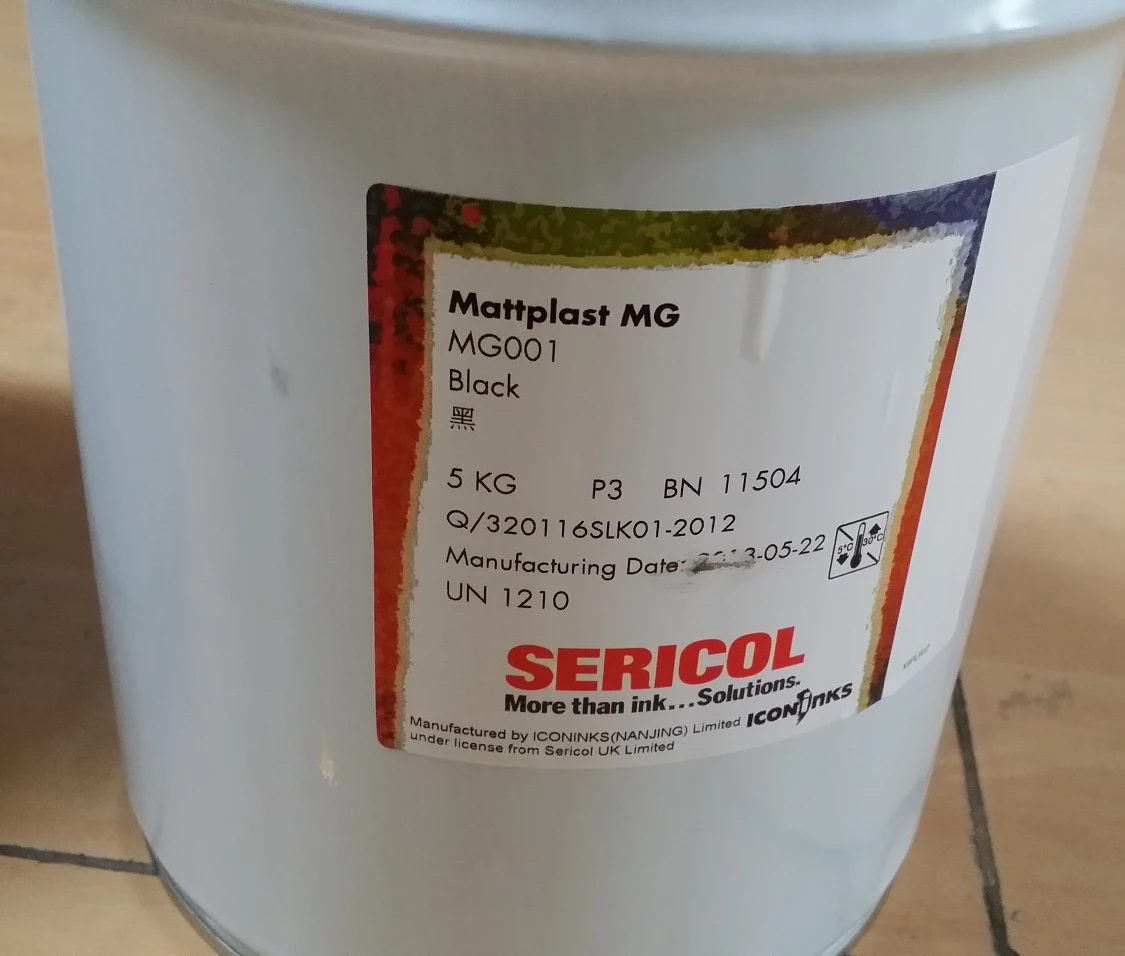 Mattplast MG
MG001
Black
黑
5 KG P3 BN 11504
Q/320116SLK01-2012
Manufacturing Date: 3-05-22
5°C 30°C
UN 1210
SERICOL
More than ink...Solutions.
ICONINKS
Manufactured by ICONINKS(NANJING) Limited
under license from Sericol UK Limited